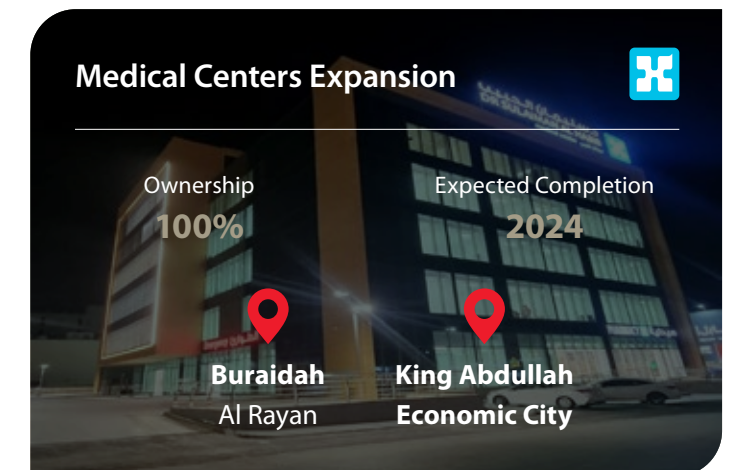 Medical Centers Expansion
Ownership
100%
Expected Completion
2024
Buraidah
Al Rayan
King Abdullah
Economic City